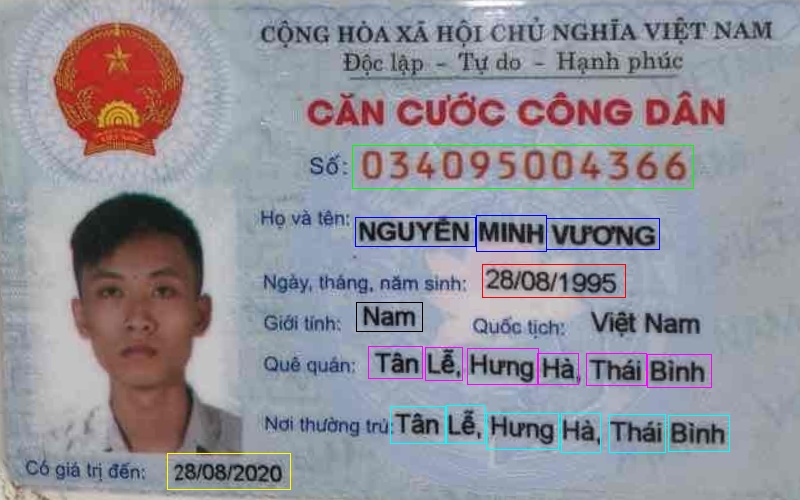 CỘNG HÒA XÃ HỘI CHỦ NGHĨA VIỆT NAM
Độc lập - Tự do - Hạnh phúc
CĂN CƯỚC CÔNG DÂN
Số: 034095004366
Họ và tên: NGUYỄN MINH VƯƠNG
Ngày, tháng, năm sinh: 28/08/1995
Giới tính: Nam Quốc tịch: Việt Nam
Quê quán: Tân Lễ, Hưng Hà, Thái Bình
Nơi thường trú: Tân Lễ, Hưng Hà, Thái Bình
Có giá trị đến: 28/08/2020